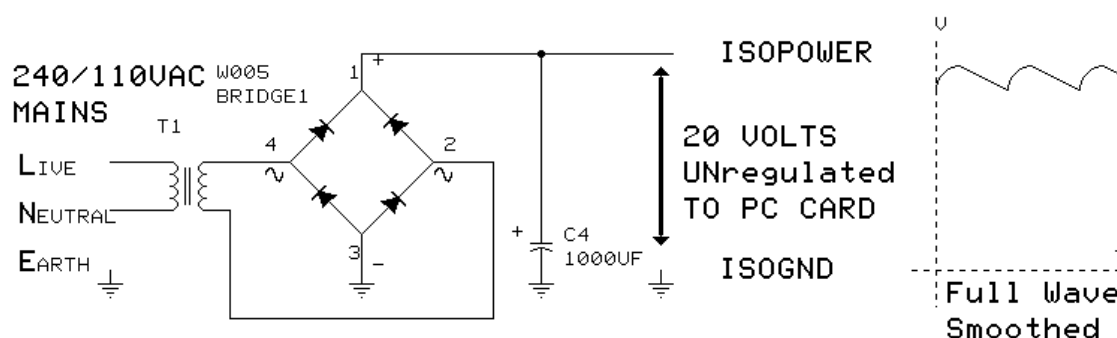 240/110VAC
MAINS
W005
BRIDGE1
T1
LIVE
NEUTRAL
EARTH
1
+
4
2
3
-
+
C4
1000UF
ISOPOWER
20 VOLTS
UNregulated
TO PC CARD
ISOGND
V
Full Wave
Smoothed